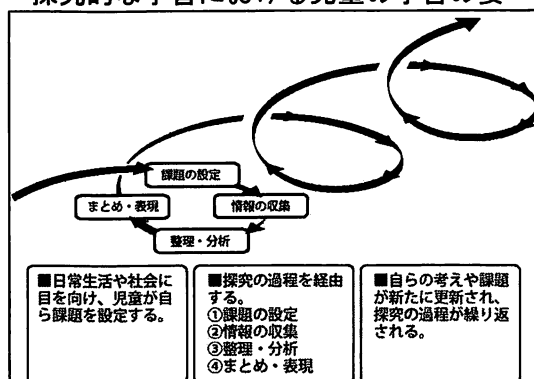 探究的な学習における児童の学習の姿
課題の設定
まとめ・表現
情報の収集
整理・分析
■日常生活や社会に
目を向け、児童が自
ら課題を設定する。
■探究の過程を経由
する。
①課題の設定
②情報の収集
③整理・分析
④まとめ・表現
■自らの考えや課題
が新たに更新され、
探究の過程が繰り返
される。